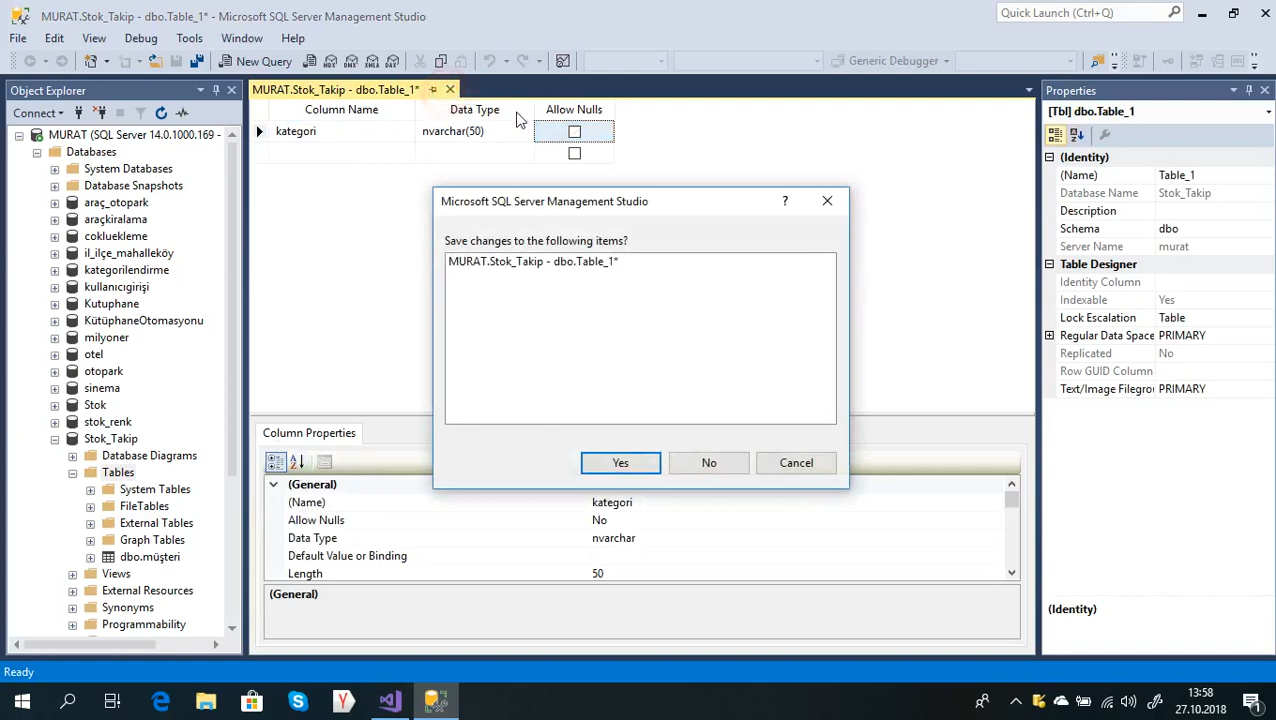 MURAT.Stok_Takip - dbo.Table_1* - Microsoft SQL Server Management Studio
Quick Launch (Ctrl+Q)
File Edit View Debug Tools Window Help
New Query
Generic Debugger
Object Explorer
Connect
MURAT (SQL Server 14.0.1000.169 -
Databases
System Databases
Database Snapshots
araç_otopark
araçkiralama
cokluekleme
il_ilçe_mahalleköy
kategorilendirme
kullanıcıgirişi
Kutuphane
KütüphaneOtomasyonu
milyoner
otel
otopark
sinema
Stok
stok_renk
Stok_Takip
Database Diagrams
Tables
System Tables
FileTables
External Tables
Graph Tables
dbo.müşteri
Views
External Resources
Synonyms
Programmability
MURAT.Stok_Takip - dbo.Table_1*
Column Name Data Type Allow Nulls
kategori nvarchar(50)
Microsoft SQL Server Management Studio
?
Save changes to the following items?
MURAT.Stok_Takip - dbo.Table_1*
Yes No Cancel
Column Properties
(General)
(Name) kategori
Allow Nulls No
Data Type nvarchar
Default Value or Binding
Length 50
(General)
Properties
[Tbl] dbo.Table_1
(Identity)
(Name) Table_1
Database Name Stok_Takip
Description
Schema dbo
Server Name murat
Table Designer
Identity Column
Indexable Yes
Lock Escalation Table
Regular Data Space PRIMARY
Replicated No
Row GUID Column
Text/Image Filegrou PRIMARY
(Identity)
Ready
13:58
27.10.2018
1